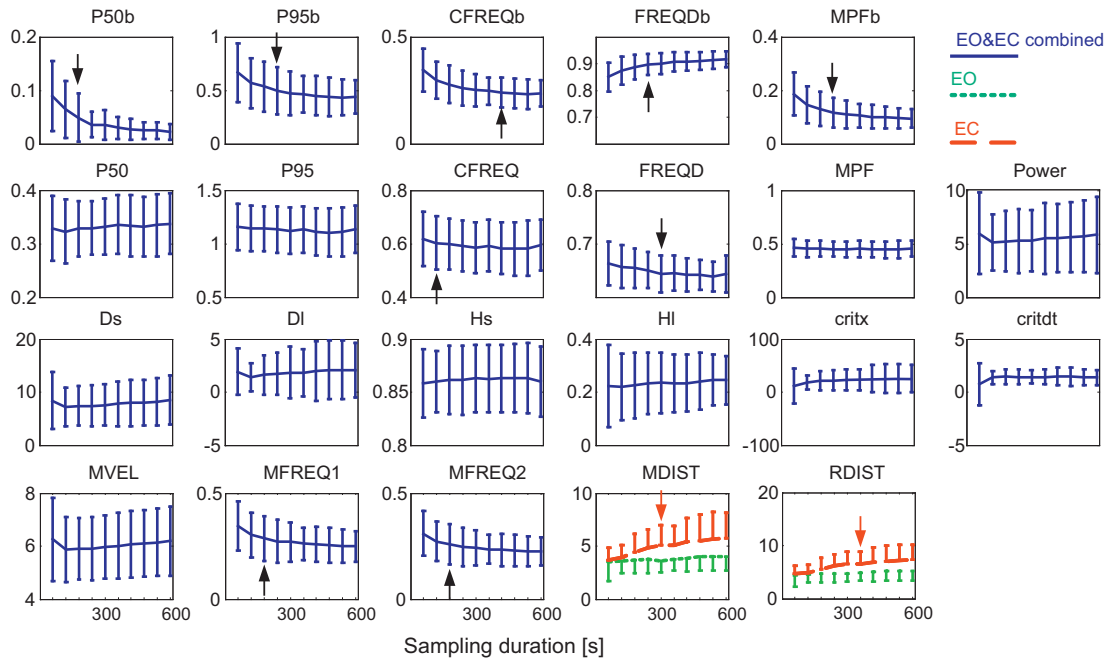 P50b P95b CFREQb FREQDb MPFb
0.2 1 0.5 0.4
0.9
0.1 0.5 0.8 0.2
0.7
0 0 0 0
EO&EC combined
EO
EC
P50 P95 CFREQ FREQD MPF Power
0.4 1.5 0.8 0.8 1 10
0.3 1 0.6 0.7 0.5 5
0.2 0.5 0.4 0.6 0 0
Ds Dl Hs Hl critx critdt
20 5 0.9 0.4 100 5
10 0 0.85 0.2 0 0
0 -5 0.8 0 -100 -5
MVEL MFREQ1 MFREQ2 MDIST RDIST
8 0.5 0.5 10 20
6 5 10
4 0 0 0 0
300 600 300 600 300 600 300 600 300 600
Sampling duration [s]